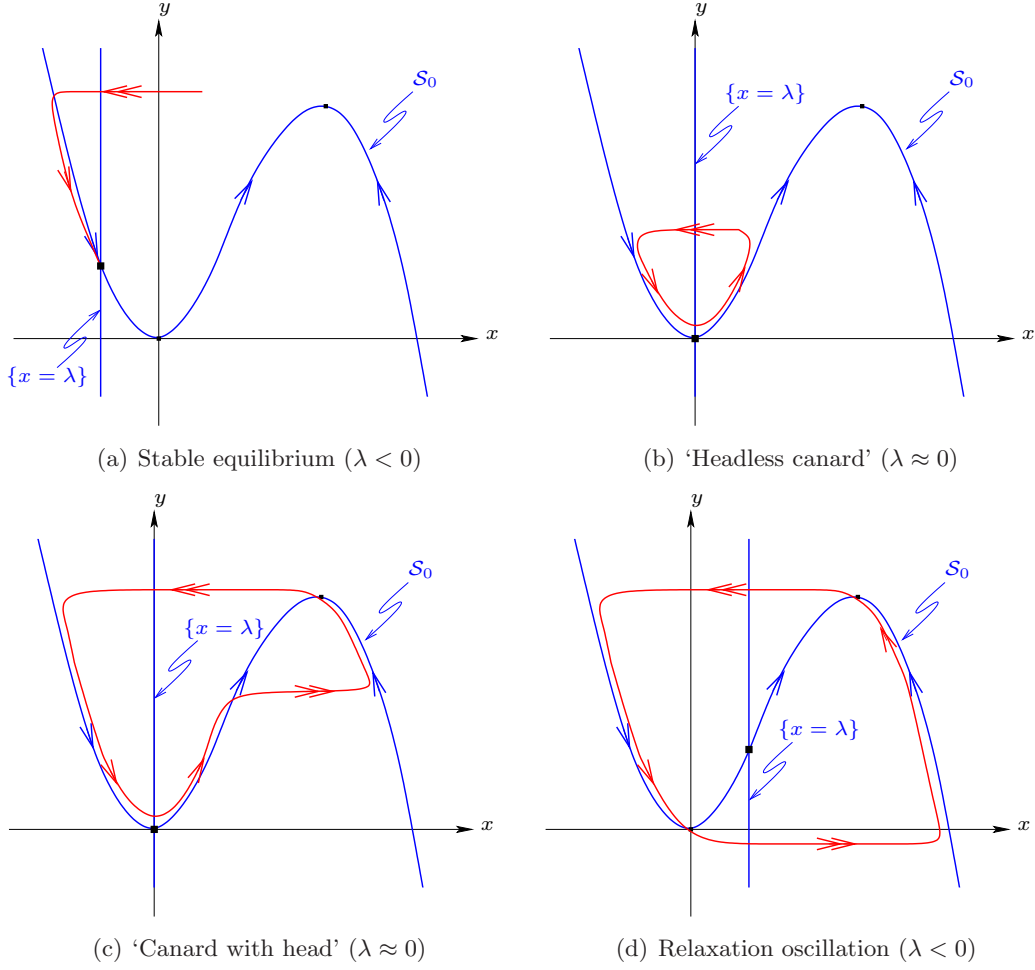 y
S₀
{x = λ}
x
(a) Stable equilibrium (λ < 0)
y
{x = λ}
S₀
x
(b) ‘Headless canard’ (λ ≈ 0)
y
S₀
{x = λ}
x
(c) ‘Canard with head’ (λ ≈ 0)
y
S₀
{x = λ}
x
(d) Relaxation oscillation (λ < 0)